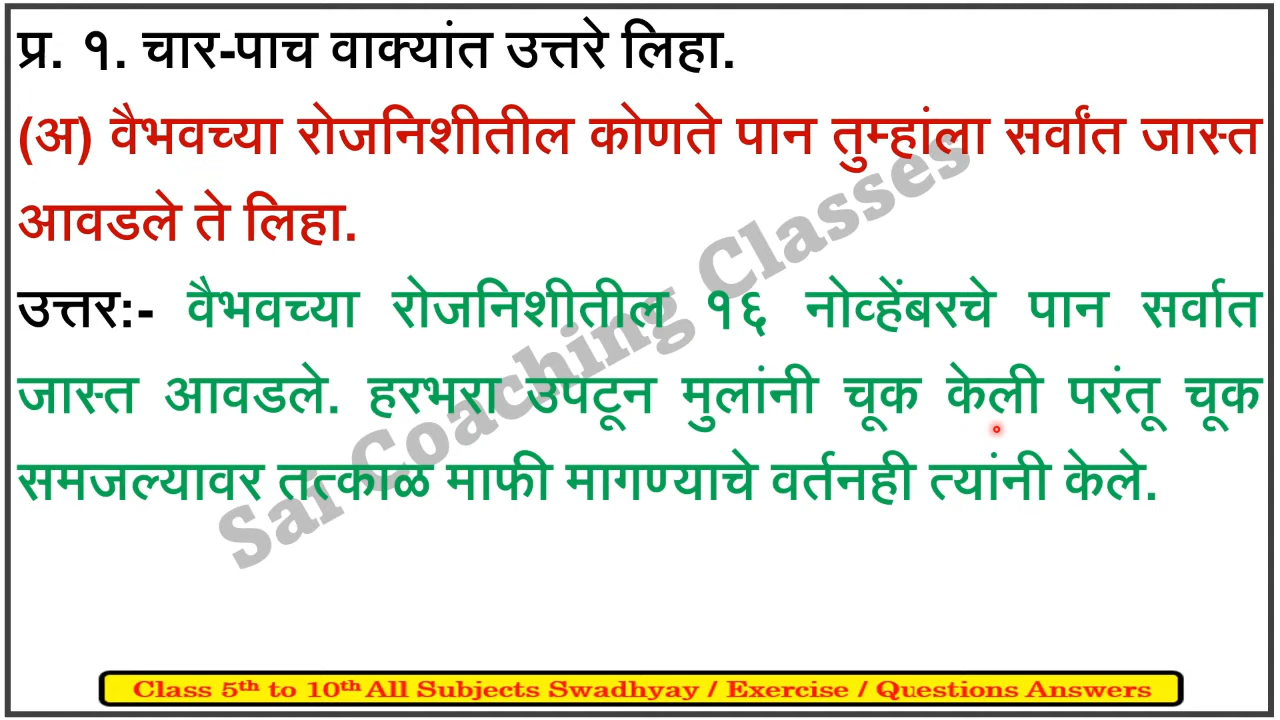 प्र. १. चार-पाच वाक्यांत उत्तरे लिहा.
(अ) वैभवच्या रोजनिशीतील कोणते पान तुम्हांला सर्वांत जास्त
आवडले ते लिहा.
उत्तर:- वैभवच्या रोजनिशीतील १६ नोव्हेंबरचे पान सर्वात
जास्त आवडले. हरभरा उपटून मुलांनी चूक केली परंतू चूक
समजल्यावर तत्काळ माफी मागण्याचे वर्तनही त्यांनी केले.
Sai Coaching Classes
Class 5th to 10th All Subjects Swadhyay / Exercise / Questions Answers